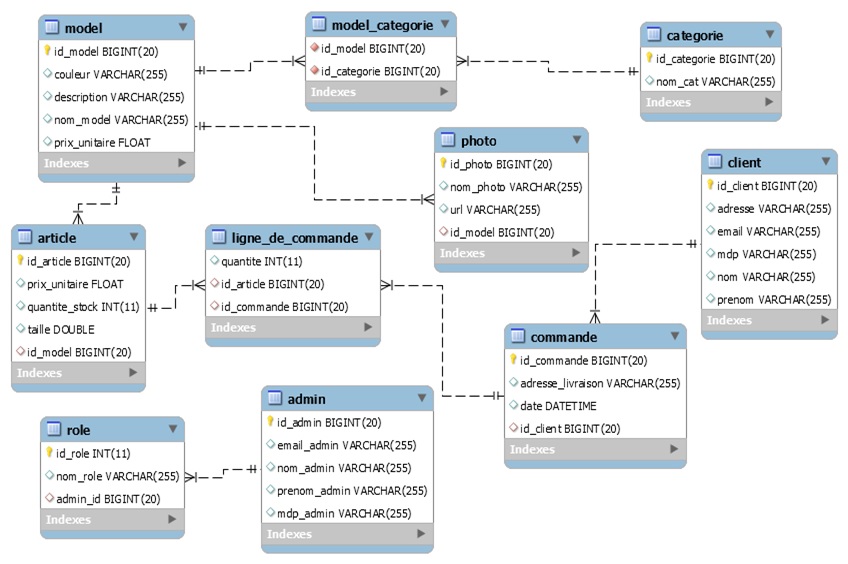 model
id_model BIGINT(20)
couleur VARCHAR(255)
description VARCHAR(255)
nom_model VARCHAR(255)
prix_unitaire FLOAT
Indexes
model_categorie
id_model BIGINT(20)
id_categorie BIGINT(20)
Indexes
categorie
id_categorie BIGINT(20)
nom_cat VARCHAR(255)
Indexes
photo
id_photo BIGINT(20)
nom_photo VARCHAR(255)
url VARCHAR(255)
id_model BIGINT(20)
Indexes
client
id_client BIGINT(20)
adresse VARCHAR(255)
email VARCHAR(255)
mdp VARCHAR(255)
nom VARCHAR(255)
prenom VARCHAR(255)
Indexes
article
id_article BIGINT(20)
prix_unitaire FLOAT
quantite_stock INT(11)
taille DOUBLE
id_model BIGINT(20)
Indexes
ligne_de_commande
quantite INT(11)
id_article BIGINT(20)
id_commande BIGINT(20)
Indexes
commande
id_commande BIGINT(20)
adresse_livraison VARCHAR(255)
date DATETIME
id_client BIGINT(20)
Indexes
role
id_role INT(11)
nom_role VARCHAR(255)
admin_id BIGINT(20)
Indexes
admin
id_admin BIGINT(20)
email_admin VARCHAR(255)
nom_admin VARCHAR(255)
prenom_admin VARCHAR(255)
mdp_admin VARCHAR(255)
Indexes